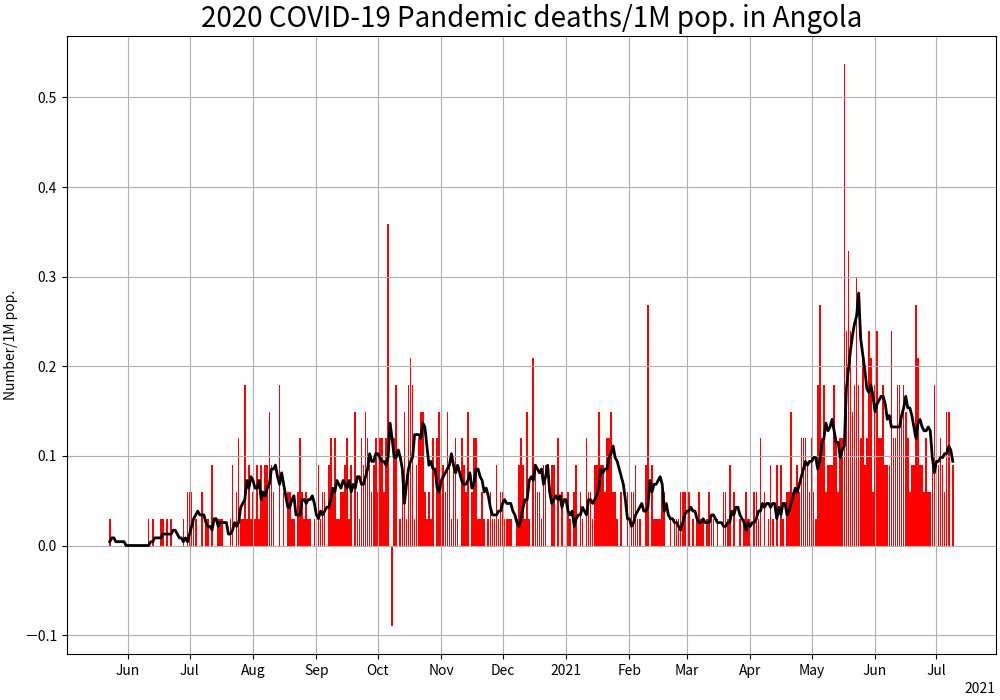 2020 COVID-19 Pandemic deaths/1M pop. in Angola
Number/1M pop.
0.5
0.4
0.3
0.2
0.1
0.0
−0.1
Jun Jul Aug Sep Oct Nov Dec 2021 Feb Mar Apr May Jun Jul
2021